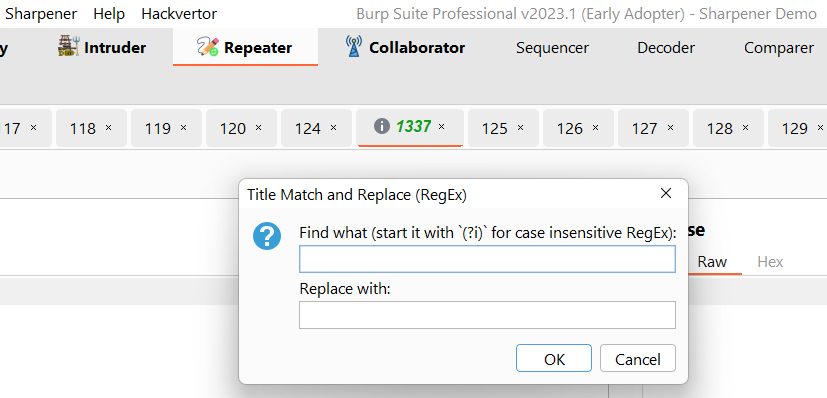 Sharpener Help Hackvertor Burp Suite Professional v2023.1 (Early Adopter) - Sharpener Demo
y Intruder Repeater Collaborator Sequencer Decoder Comparer
17 × 118 × 119 × 120 × 124 × 1337 × 125 × 126 × 127 × 128 × 129 ×
Title Match and Replace (RegEx)
Find what (start it with `(?i)` for case insensitive RegEx):
se
Raw Hex
Replace with:
OK Cancel